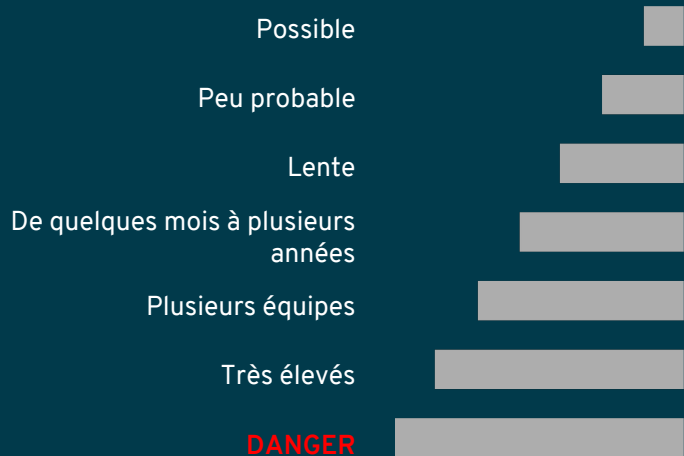 Possible
Peu probable
Lente
De quelques mois à plusieurs
années
Plusieurs équipes
Très élevés
DANGER